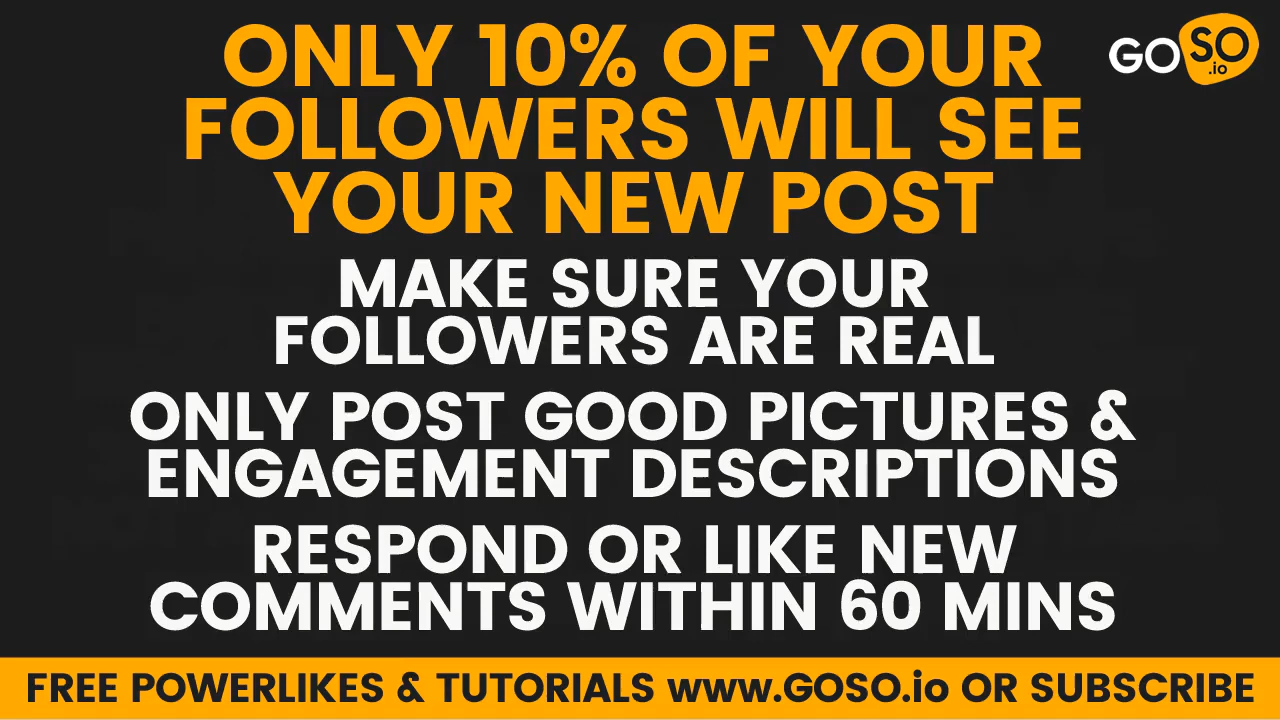 ONLY 10% OF YOUR
FOLLOWERS WILL SEE
YOUR NEW POST
GOSO
.io
MAKE SURE YOUR
FOLLOWERS ARE REAL
ONLY POST GOOD PICTURES &
ENGAGEMENT DESCRIPTIONS
RESPOND OR LIKE NEW
COMMENTS WITHIN 60 MINS
FREE POWERLIKES & TUTORIALS www.GOSO.io OR SUBSCRIBE